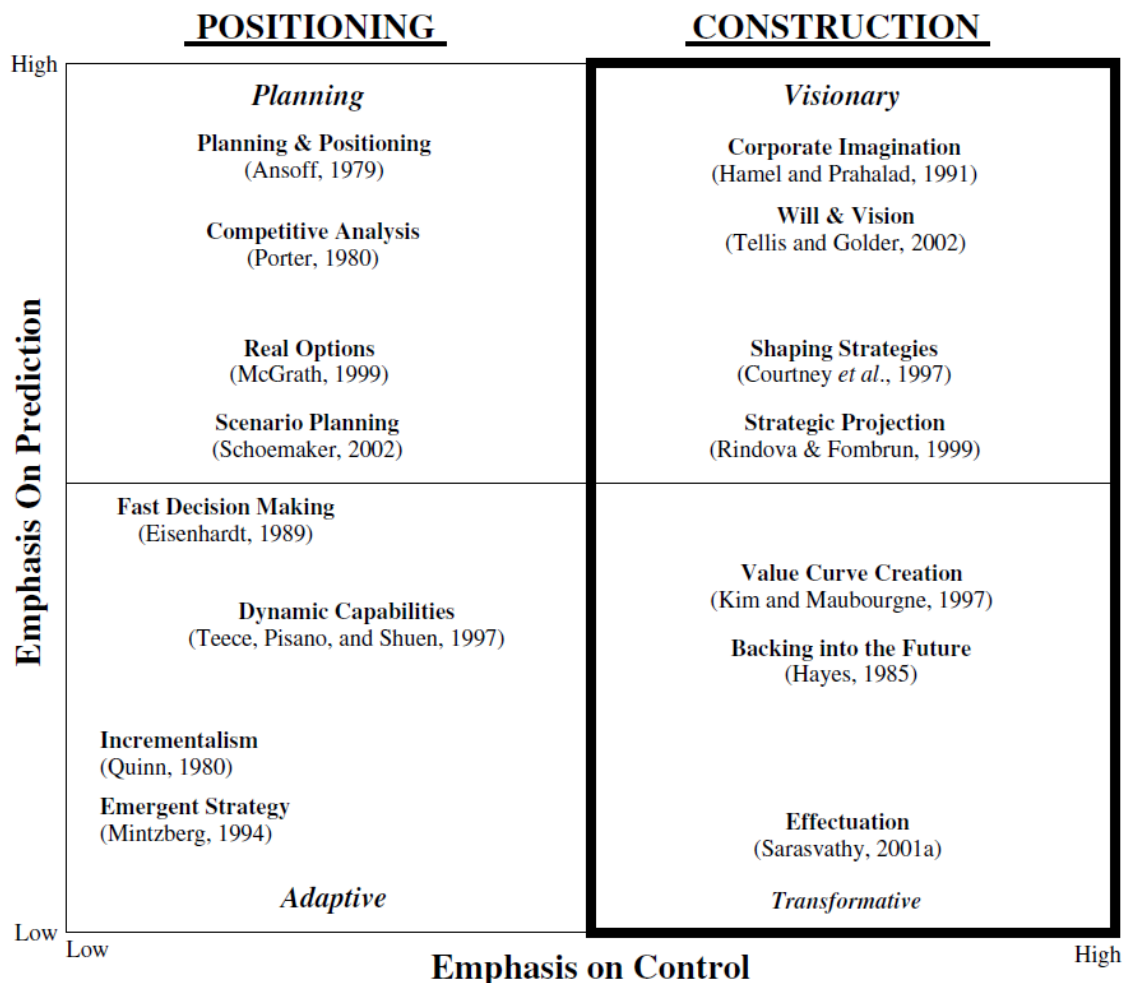 POSITIONING
CONSTRUCTION
High
Planning
Planning & Positioning
(Ansoff, 1979)
Competitive Analysis
(Porter, 1980)
Real Options
(McGrath, 1999)
Scenario Planning
(Schoemaker, 2002)
Visionary
Corporate Imagination
(Hamel and Prahalad, 1991)
Will & Vision
(Tellis and Golder, 2002)
Shaping Strategies
(Courtney et al., 1997)
Strategic Projection
(Rindova & Fombrun, 1999)
Emphasis On Prediction
Fast Decision Making
(Eisenhardt, 1989)
Dynamic Capabilities
(Teece, Pisano, and Shuen, 1997)
Incrementalism
(Quinn, 1980)
Emergent Strategy
(Mintzberg, 1994)
Adaptive
Value Curve Creation
(Kim and Maubourgne, 1997)
Backing into the Future
(Hayes, 1985)
Effectuation
(Sarasvathy, 2001a)
Transformative
Low
Low
High
Emphasis on Control